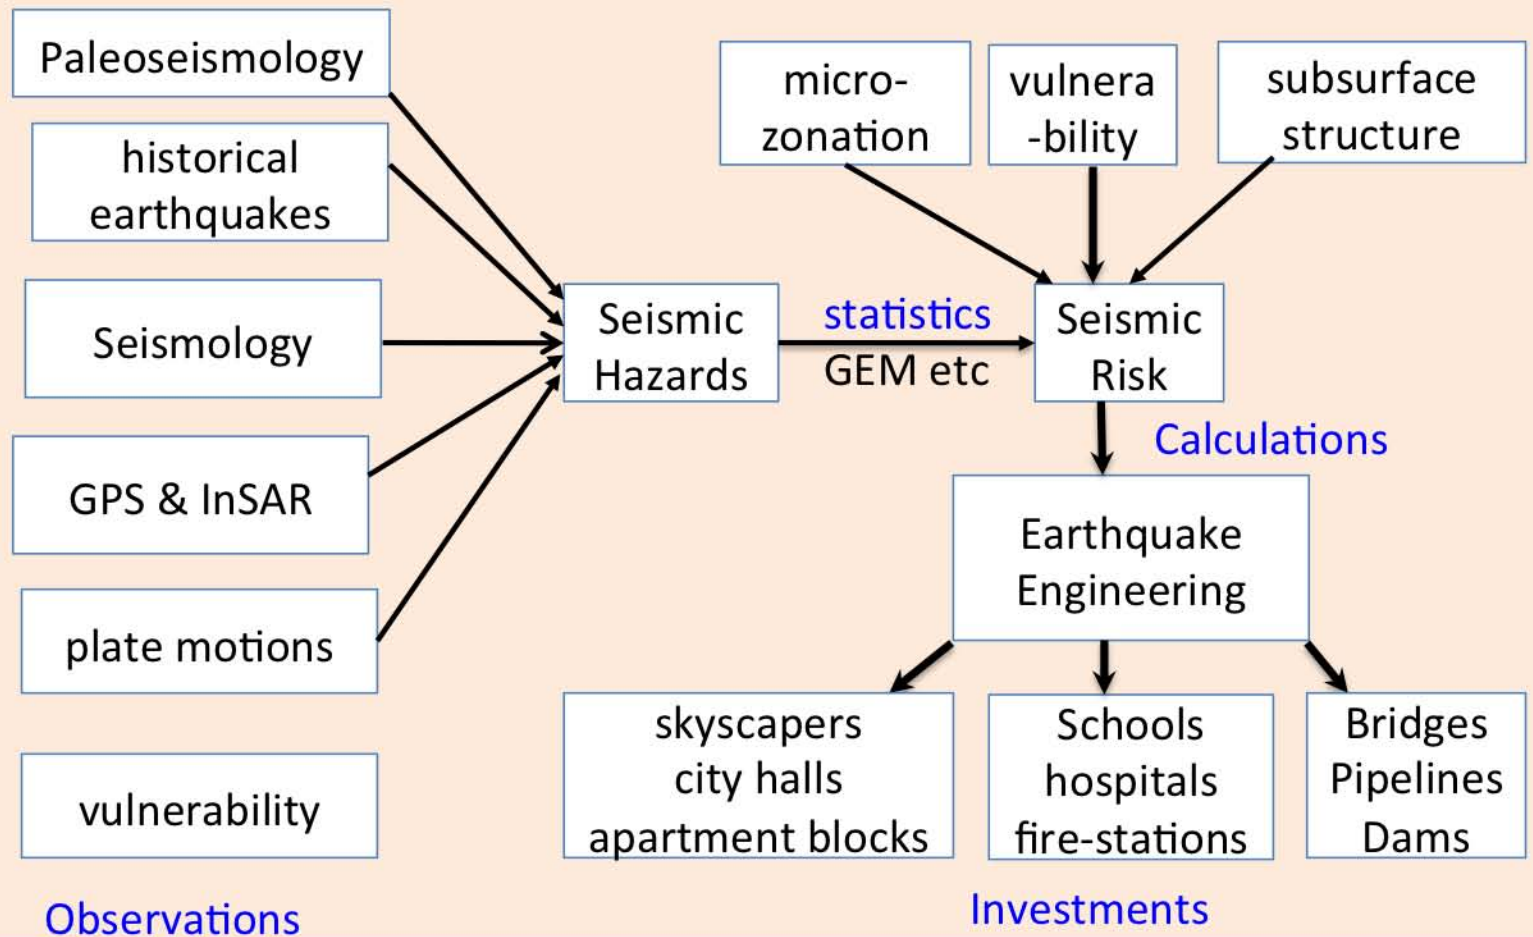 Paleoseismology
historical
earthquakes
Seismology
GPS & InSAR
plate motions
vulnerability
Observations
Seismic
Hazards
statistics
GEM etc
micro-
zonation
vulnera
-bility
subsurface
structure
Seismic
Risk
Calculations
Earthquake
Engineering
skyscapers
city halls
apartment blocks
Schools
hospitals
fire-stations
Bridges
Pipelines
Dams
Investments